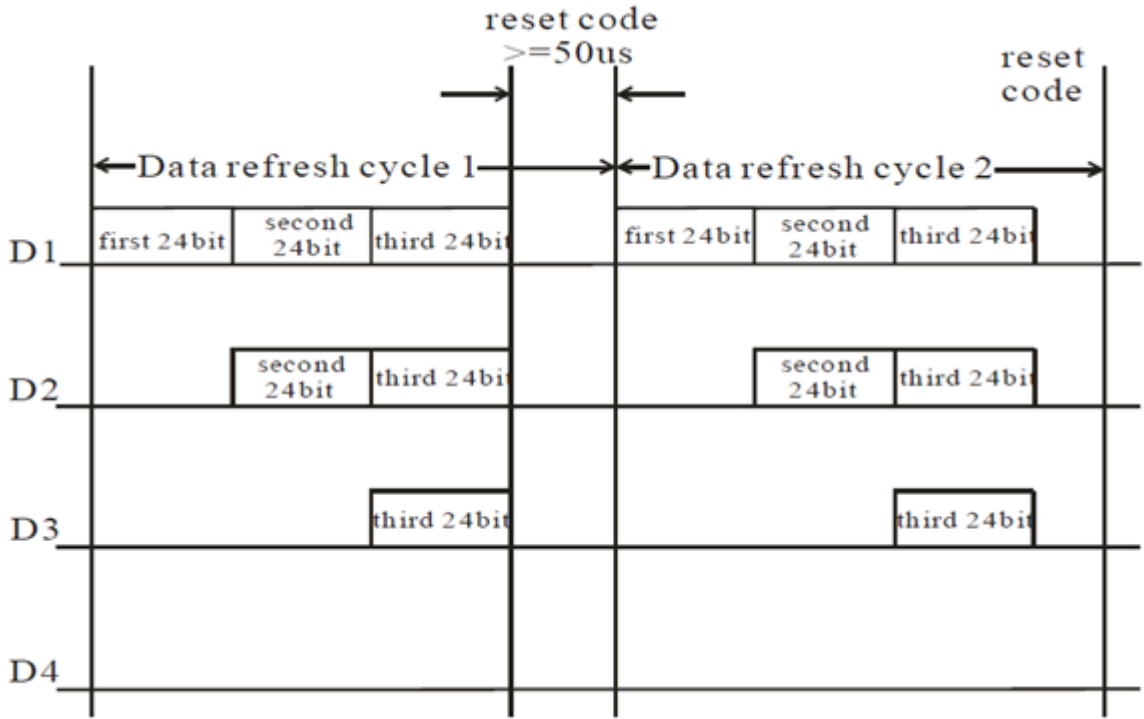 reset code
>=50us
reset
code
Data refresh cycle 1
Data refresh cycle 2
D1
first 24bit
second
24bit
third 24bit
first 24bit
second
24bit
third 24bit
D2
second
24bit
third 24bit
second
24bit
third 24bit
D3
third 24bit
third 24bit
D4